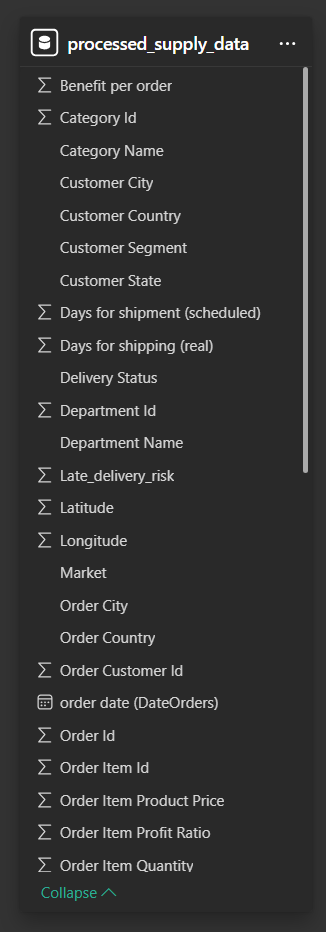 processed_supply_data
Benefit per order
Category Id
Category Name
Customer City
Customer Country
Customer Segment
Customer State
Days for shipment (scheduled)
Days for shipping (real)
Delivery Status
Department Id
Department Name
Late_delivery_risk
Latitude
Longitude
Market
Order City
Order Country
Order Customer Id
order date (DateOrders)
Order Id
Order Item Id
Order Item Product Price
Order Item Profit Ratio
Order Item Quantity
Collapse